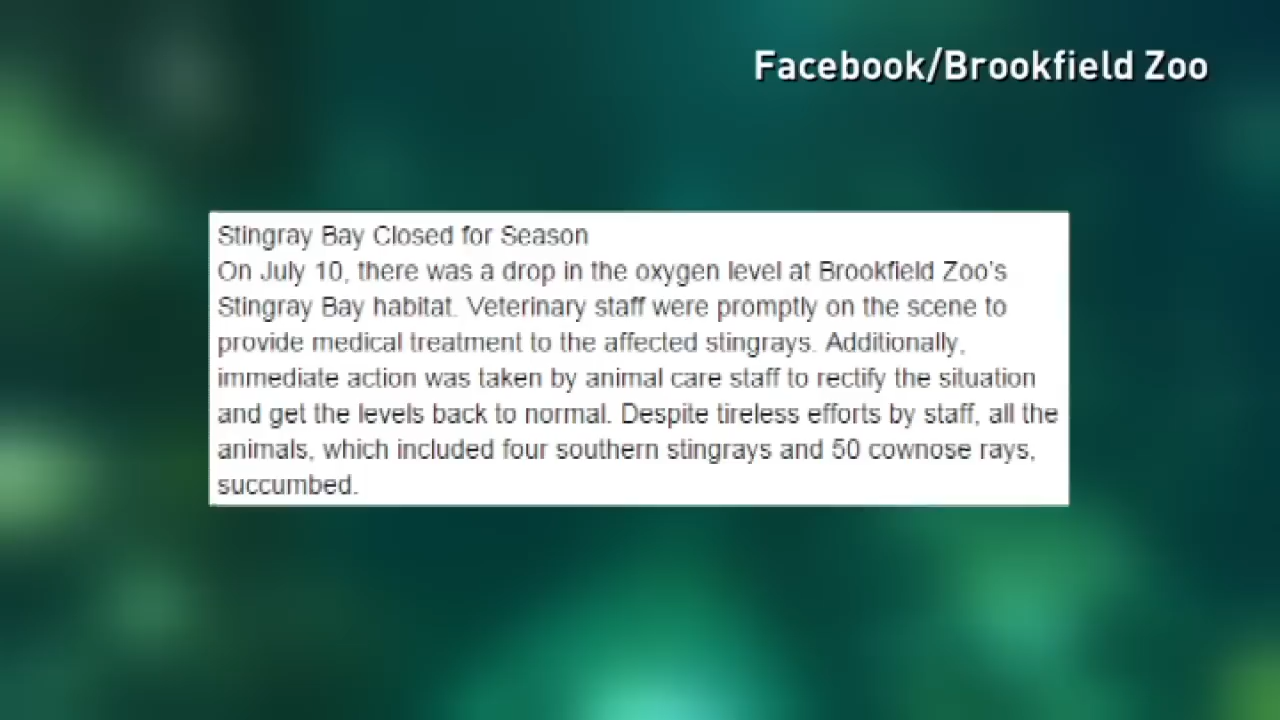 Facebook/Brookfield Zoo
Stingray Bay Closed for Season
On July 10, there was a drop in the oxygen level at Brookfield Zoo's
Stingray Bay habitat. Veterinary staff were promptly on the scene to
provide medical treatment to the affected stingrays. Additionally,
immediate action was taken by animal care staff to rectify the situation
and get the levels back to normal. Despite tireless efforts by staff, all the
animals, which included four southern stingrays and 50 cownose rays,
succumbed.